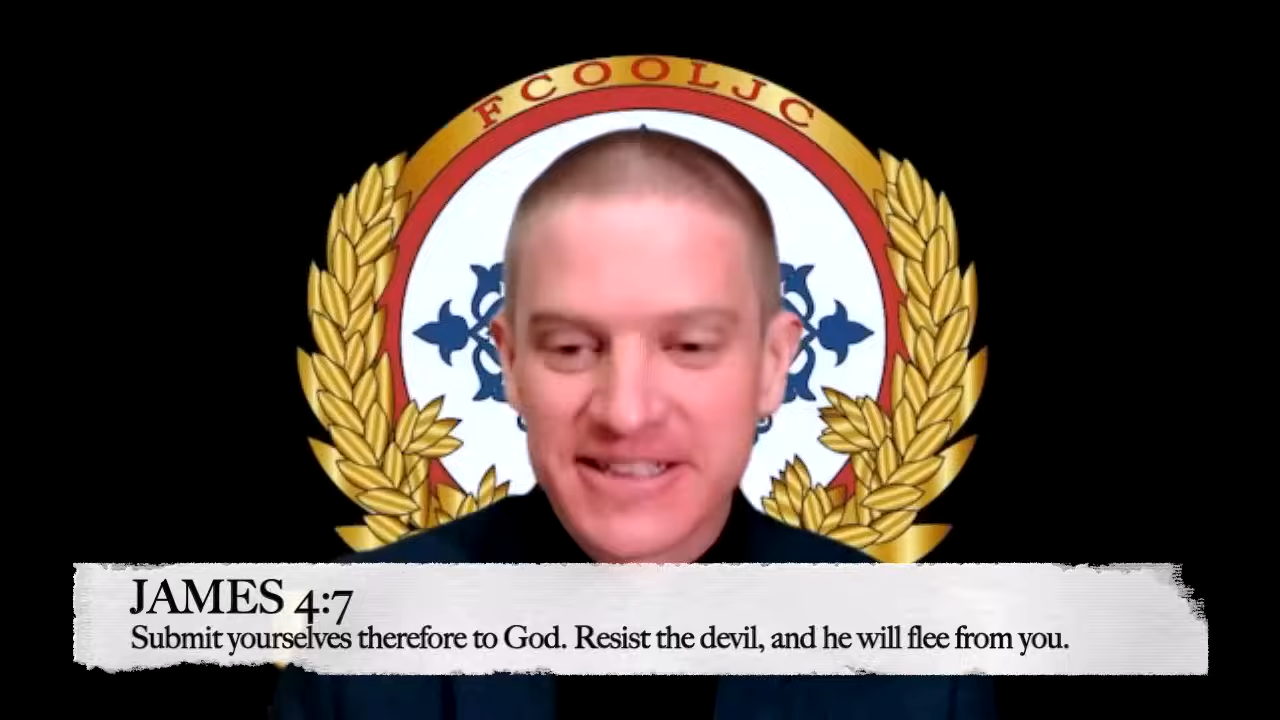 FCOOLJC
JAMES 4:7
Submit yourselves therefore to God. Resist the devil, and he will flee from you.